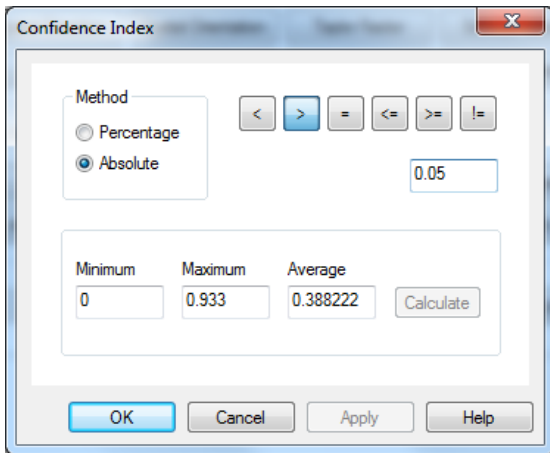 Confidence Index
X
Method
Percentage
Absolute
< > = <= >= !=
0.05
Minimum Maximum Average
0 0.933 0.388222 Calculate
OK Cancel Apply Help